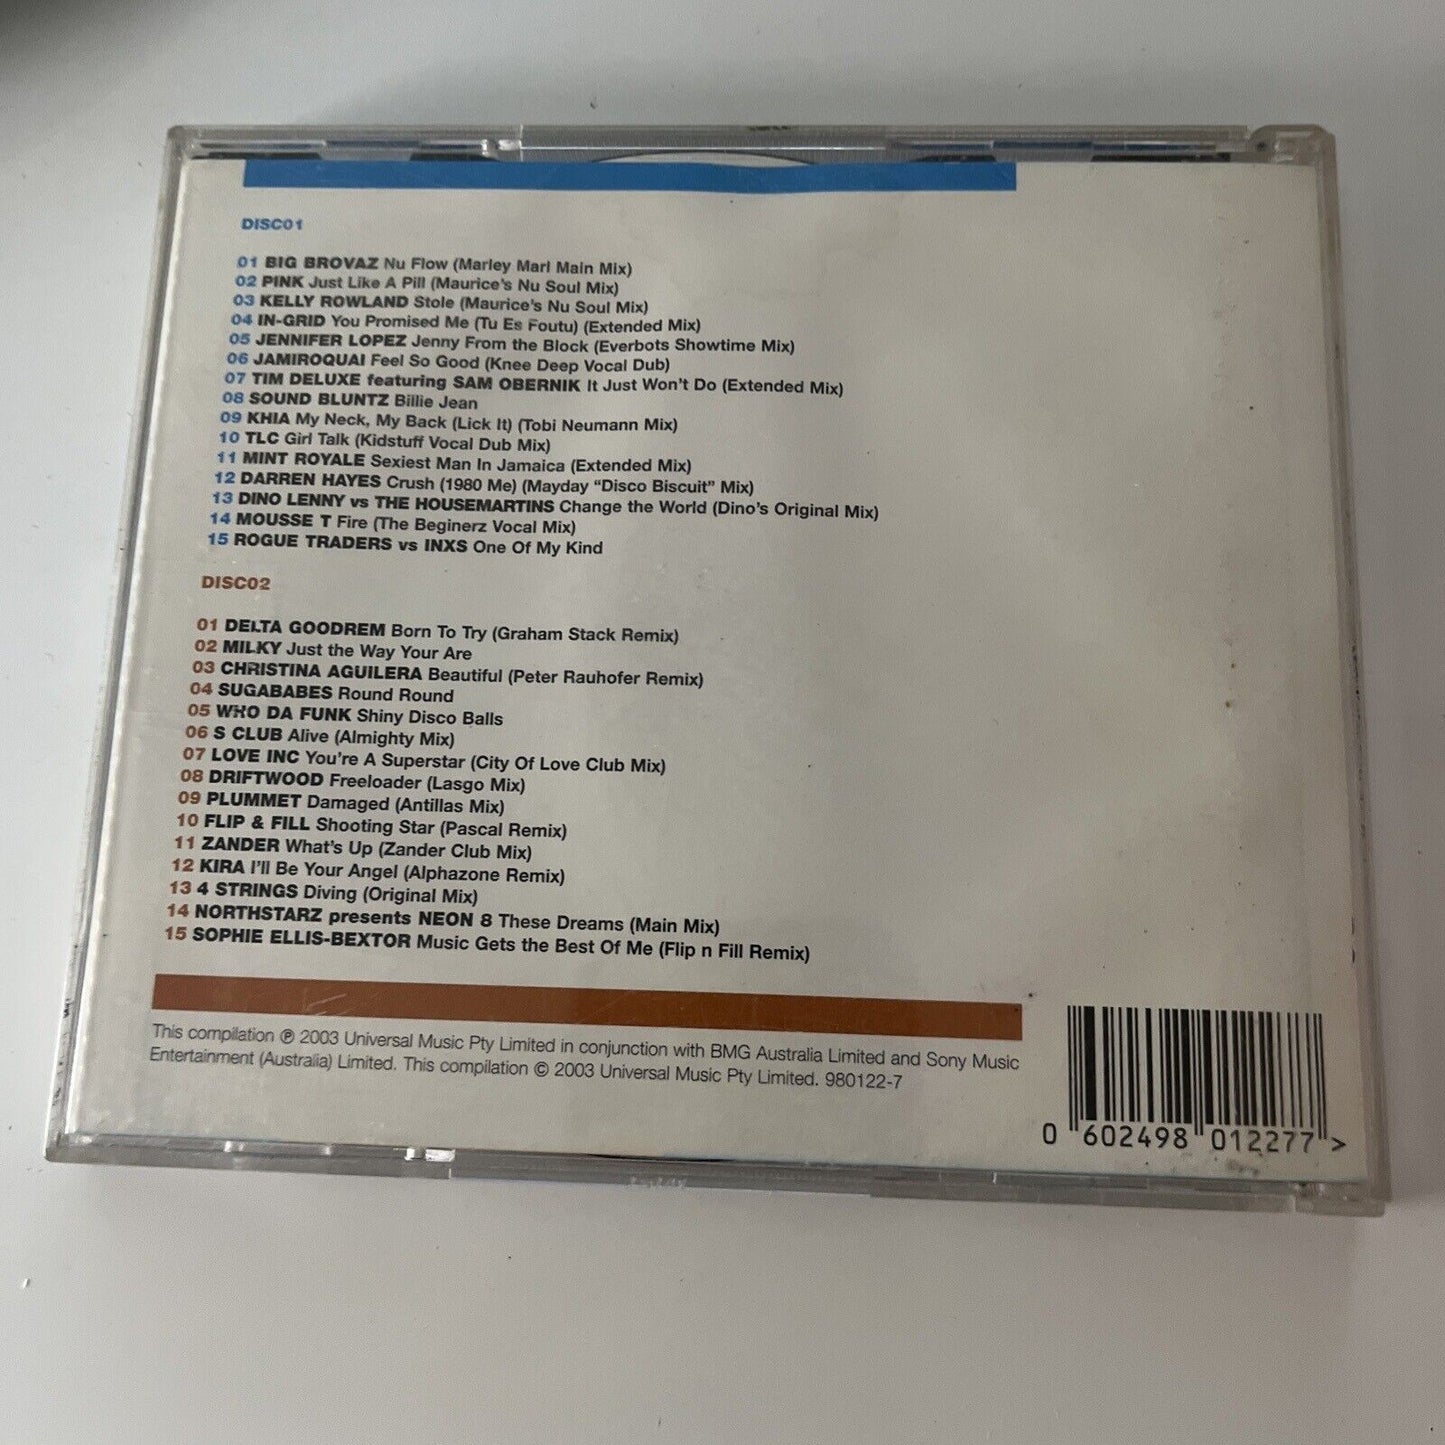 DISC01
01 BIG BROVAZ Nu Flow (Marley Marl Main Mix)
02 PINK Just Like A Pill (Maurice's Nu Soul Mix)
03 KELLY ROWLAND Stole (Maurice's Nu Soul Mix)
04 IN-GRID You Promised Me (Tu Es Foutu) (Extended Mix)
05 JENNIFER LOPEZ Jenny From the Block (Everbots Showtime Mix)
06 JAMIROQUAI Feel So Good (Knee Deep Vocal Dub)
07 TIM DELUXE featuring SAM OBERNIK It Just Won't Do (Extended Mix)
08 SOUND BLUNTZ Billie Jean
09 KHIA My Neck, My Back (Lick It) (Tobi Neumann Mix)
10 TLC Girl Talk (Kidstuff Vocal Dub Mix)
11 MINT ROYALE Sexiest Man In Jamaica (Extended Mix)
12 DARREN HAYES Crush (1980 Me) (Mayday "Disco Biscuit" Mix)
13 DINO LENNY vs THE HOUSEMARTINS Change the World (Dino's Original Mix)
14 MOUSSE T Fire (The Beginerz Vocal Mix)
15 ROGUE TRADERS vs INXS One Of My Kind
DISC02
01 DELTA GOODREM Born To Try (Graham Stack Remix)
02 MILKY Just the Way Your Are
03 CHRISTINA AGUILERA Beautiful (Peter Rauhofer Remix)
04 SUGABABES Round Round
05 WHO DA FUNK Shiny Disco Balls
06 S CLUB Alive (Almighty Mix)
07 LOVE INC You're A Superstar (City Of Love Club Mix)
08 DRIFTWOOD Freeloader (Lasgo Mix)
09 PLUMMET Damaged (Antillas Mix)
10 FLIP & FILL Shooting Star (Pascal Remix)
11 ZANDER What's Up (Zander Club Mix)
12 KIRA I'll Be Your Angel (Alphazone Remix)
13 4 STRINGS Diving (Original Mix)
14 NORTHSTARZ presents NEON 8 These Dreams (Main Mix)
15 SOPHIE ELLIS-BEXTOR Music Gets the Best Of Me (Flip n Fill Remix)
This compilation ℗ 2003 Universal Music Pty Limited in conjunction with BMG Australia Limited and Sony Music
Entertainment (Australia) Limited. This compilation © 2003 Universal Music Pty Limited. 980122-7
0 602498 012277 >